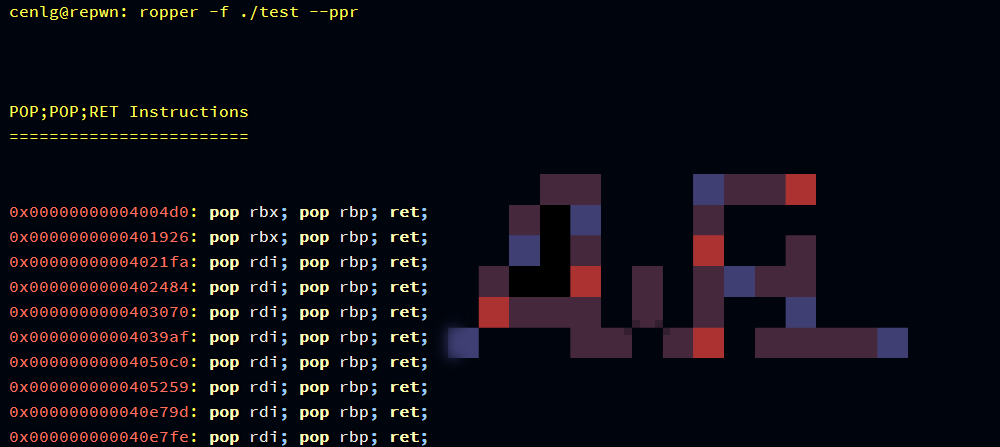 cenlg@repwn: ropper -f ./test --ppr
POP;POP;RET Instructions
========================
0x00000000004004d0: pop rbx; pop rbp; ret;
0x0000000000401926: pop rbx; pop rbp; ret;
0x00000000004021fa: pop rdi; pop rbp; ret;
0x0000000000402484: pop rdi; pop rbp; ret;
0x0000000000403070: pop rdi; pop rbp; ret;
0x00000000004039af: pop rdi; pop rbp; ret;
0x00000000004050c0: pop rdi; pop rbp; ret;
0x0000000000405259: pop rdi; pop rbp; ret;
0x000000000040e79d: pop rdi; pop rbp; ret;
0x000000000040e7fe: pop rdi; pop rbp; ret;